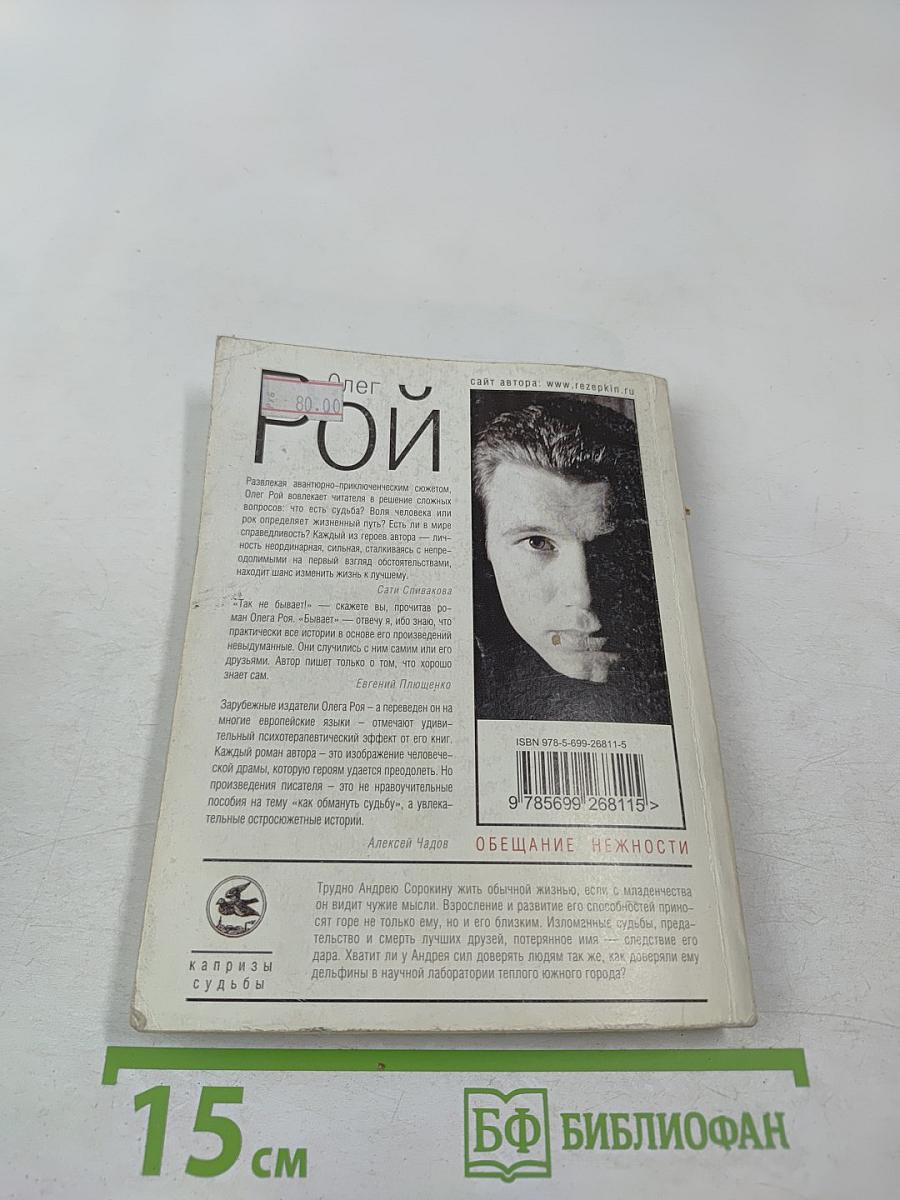 Олег
РОЙ
РУБ
80.00
сайт автора: www.rezepkin.ru
Развлекая авантюрно-приключенческим сюжетом,
Олег Рой вовлекает читателя в решение сложных
вопросов: что есть судьба? Воля человека или
рок определяет жизненный путь? Есть ли в мире
справедливость? Каждый из героев автора — лич-
ность неординарная, сильная, сталкиваясь с непре-
одолимыми на первый взгляд обстоятельствами,
находит шанс изменить жизнь к лучшему.
Сати Спивакова
«Так не бывает!» — скажете вы, прочитав ро-
ман Олега Роя. «Бывает» — отвечу я, ибо знаю, что
практически все истории в основе его произведений
невыдуманные. Они случились с ним самим или его
друзьями. Автор пишет только о том, что хорошо
знает сам.
Евгений Плющенко
Зарубежные издатели Олега Роя – а переведен он на
многие европейские языки – отмечают удиви-
тельный психотерапевтический эффект от его книг.
Каждый роман автора – это изображение человече-
ской драмы, которую героям удается преодолеть. Но
произведения писателя – это не нравоучительные
пособия на тему «как обмануть судьбу», а увлека-
тельные остросюжетные истории.
Алексей Чадов
ISBN 978-5-699-26811-5
9 785699 268115 >
ОБЕЩАНИЕ НЕЖНОСТИ
капризы
судьбы
Трудно Андрею Сорокину жить обычной жизнью, если с младенчества
он видит чужие мысли. Взросление и развитие его способностей прино-
сят горе не только ему, но и его близким. Изломанные судьбы, преда-
тельство и смерть лучших друзей, потерянное имя — следствие его
дара. Хватит ли у Андрея сил доверять людям так же, как доверяли ему
дельфины в научной лаборатории теплого южного города?
15 см
БФ БИБЛИОФАН